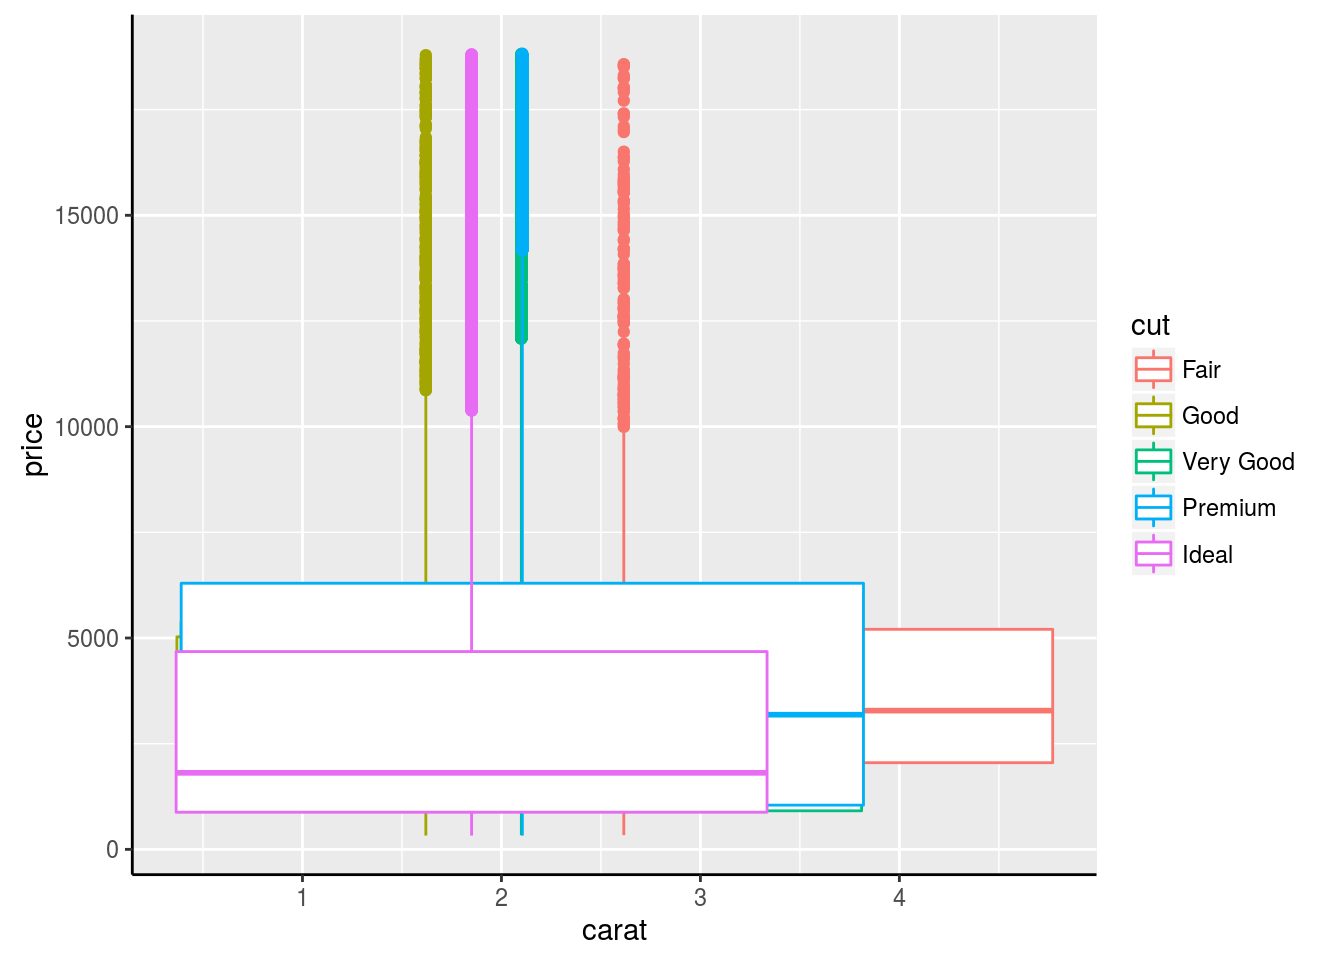 15000
10000
5000
0
price
1 2 3 4
carat
cut
Fair
Good
Very Good
Premium
Ideal